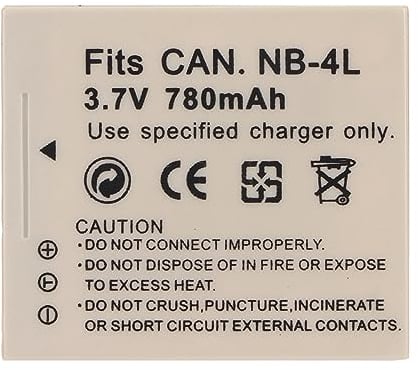 Fits CAN. NB-4L
3.7V 780mAh
Use specified charger only.
CE
CAUTION
·DO NOT CONNECT IMPROPERLY.
·DO NOT DISPOSE OF IN FIRE OR EXPOSE
TO EXCESS HEAT.
·DO NOT CRUSH,PUNCTURE,INCINERATE
OR SHORT CIRCUIT EXTERNAL CONTACTS.